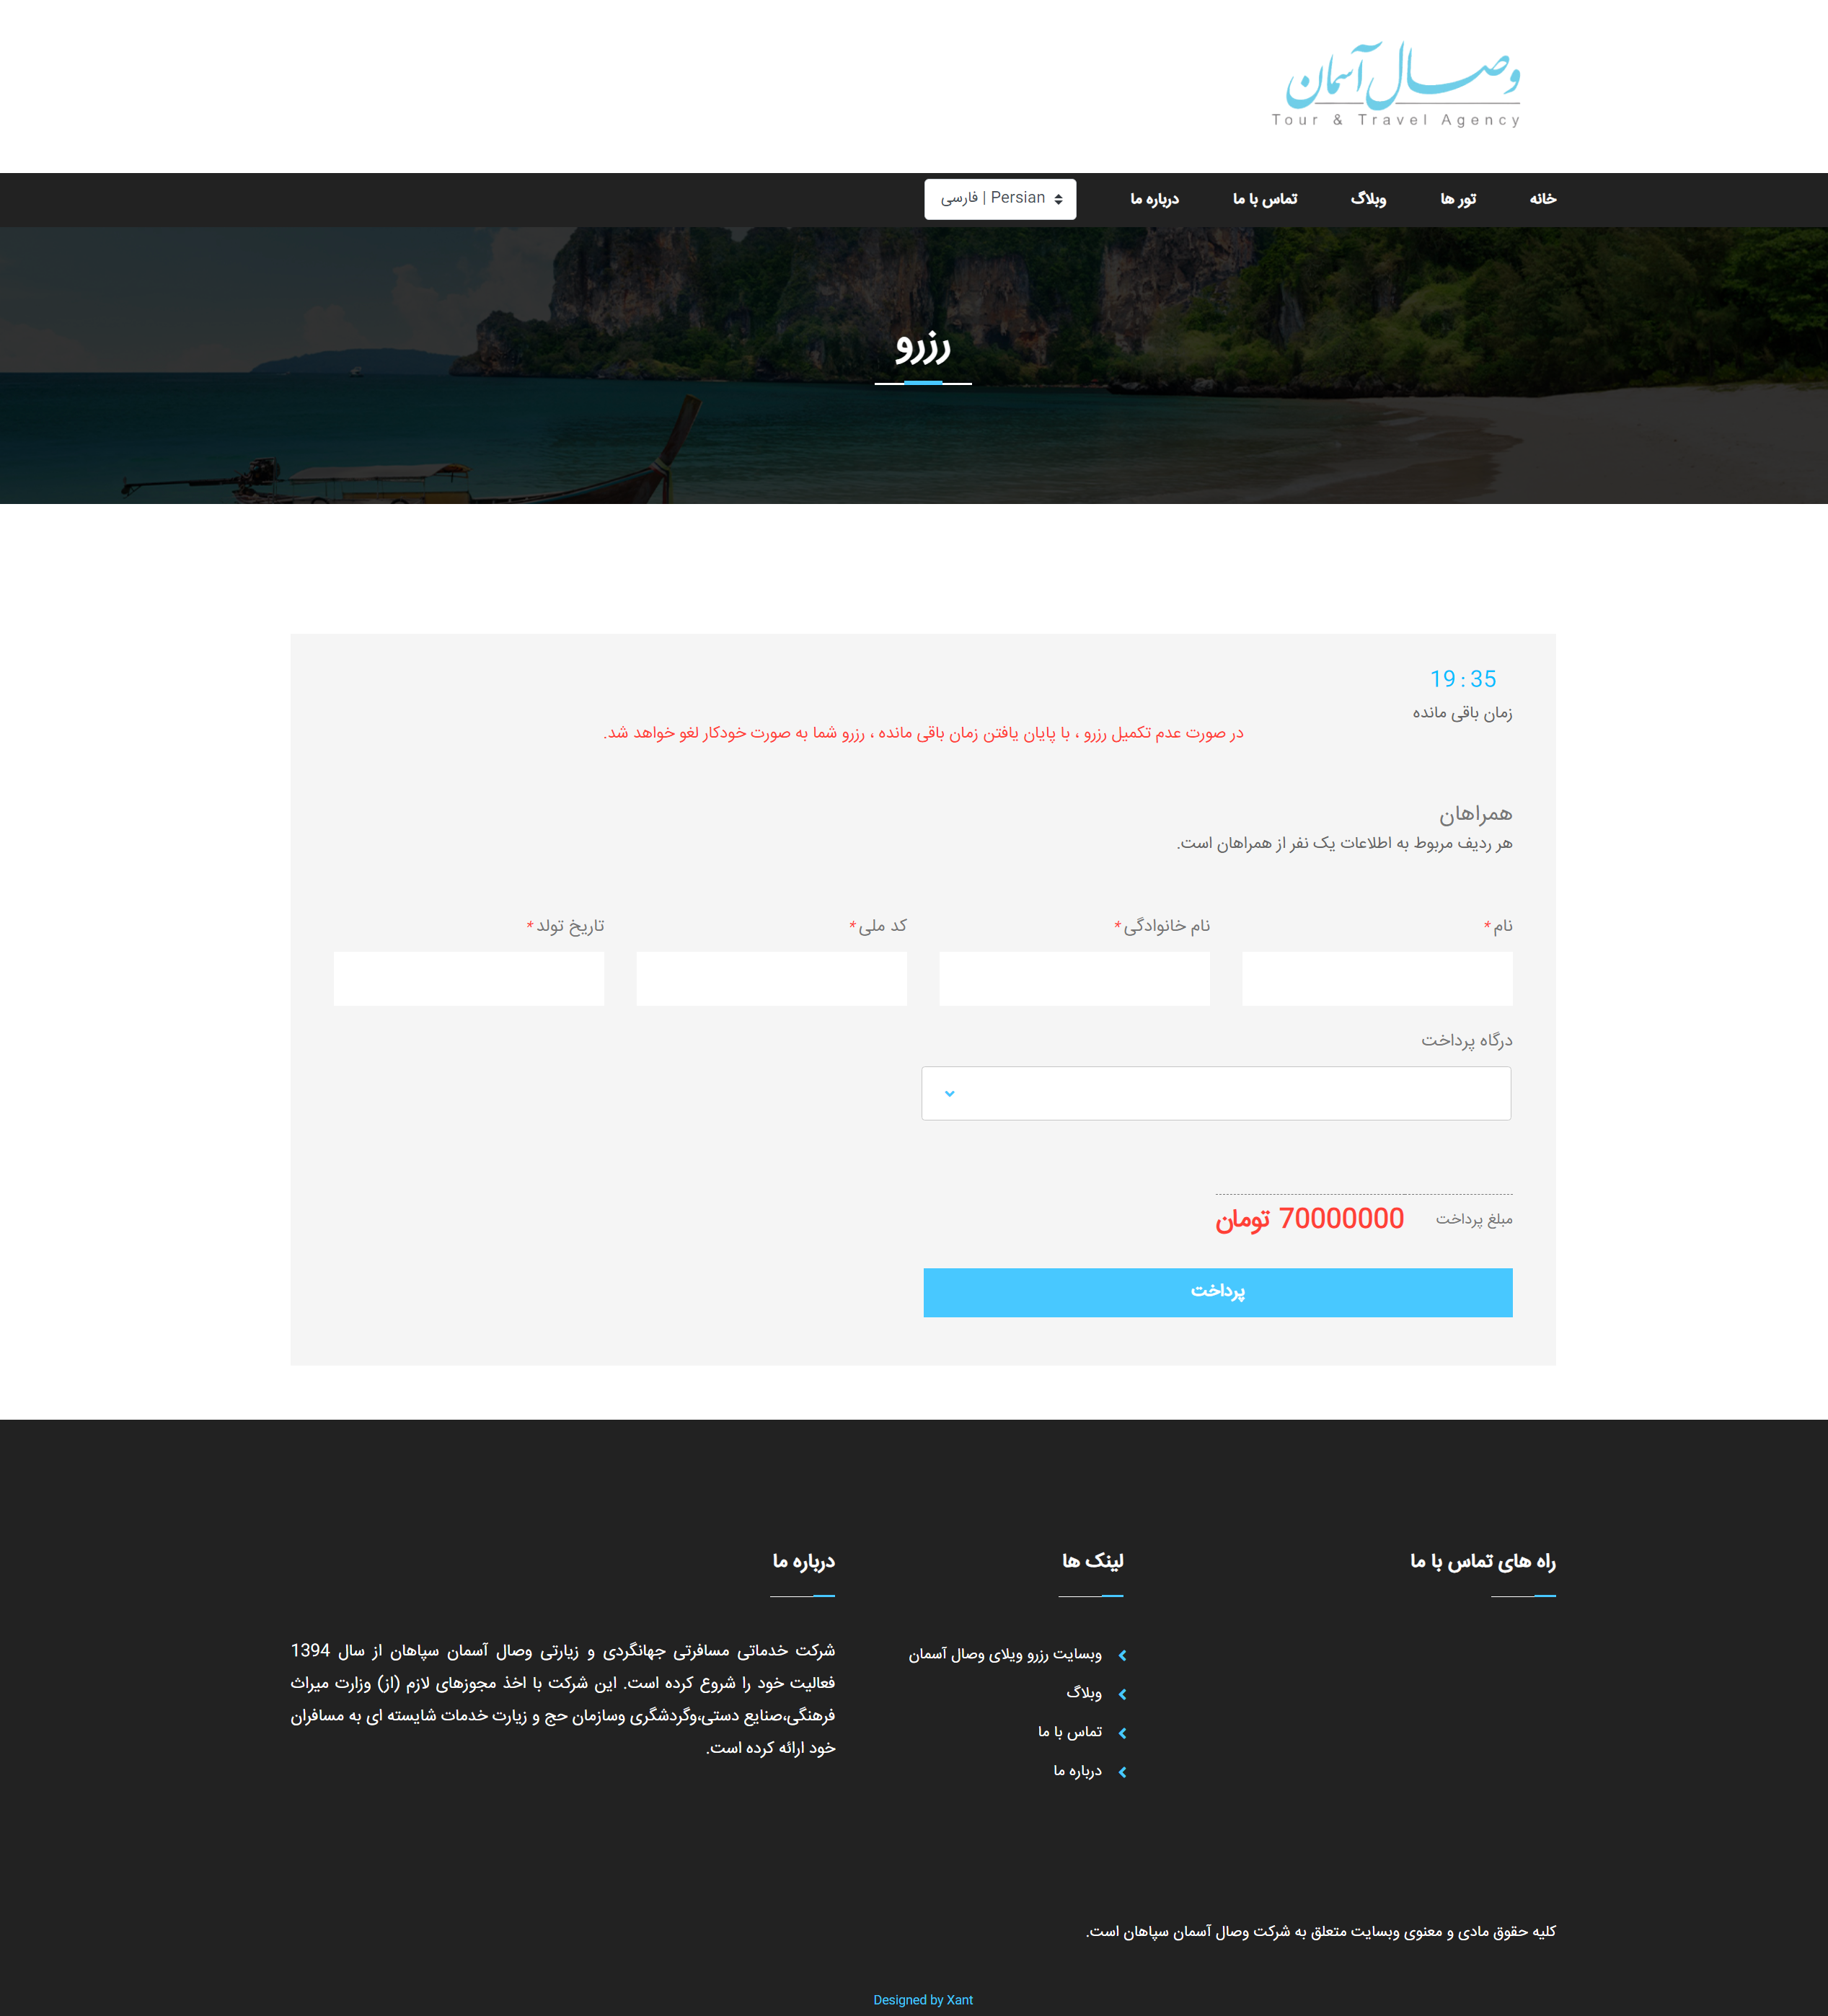 وصال آسمان
Tour & Travel Agency
خانه
تور ها
وبلاگ
تماس با ما
درباره ما
فارسی | Persian
رزرو
19 : 35
زمان باقی مانده
در صورت عدم تکمیل رزرو ، با پایان یافتن زمان باقی مانده ، رزرو شما به صورت خودکار لغو خواهد شد.
همراهان
هر ردیف مربوط به اطلاعات یک نفر از همراهان است.
نام *
نام خانوادگی *
کد ملی *
تاریخ تولد *
درگاه پرداخت
مبلغ پرداخت
70000000 تومان
پرداخت
راه های تماس با ما
لینک ها
وبسایت رزرو ویلای وصال آسمان
وبلاگ
تماس با ما
درباره ما
درباره ما
شرکت خدماتی مسافرتی جهانگردی و زیارتی وصال آسمان سپاهان از سال 1394
فعالیت خود را شروع کرده است. این شرکت با اخذ مجوزهای لازم (از) وزارت میراث
فرهنگی،صنایع دستی،وگردشگری وسازمان حج و زیارت خدمات شایسته ای به مسافران
خود ارائه کرده است.
کلیه حقوق مادی و معنوی وبسایت متعلق به شرکت وصال آسمان سپاهان است.
Designed by Xant